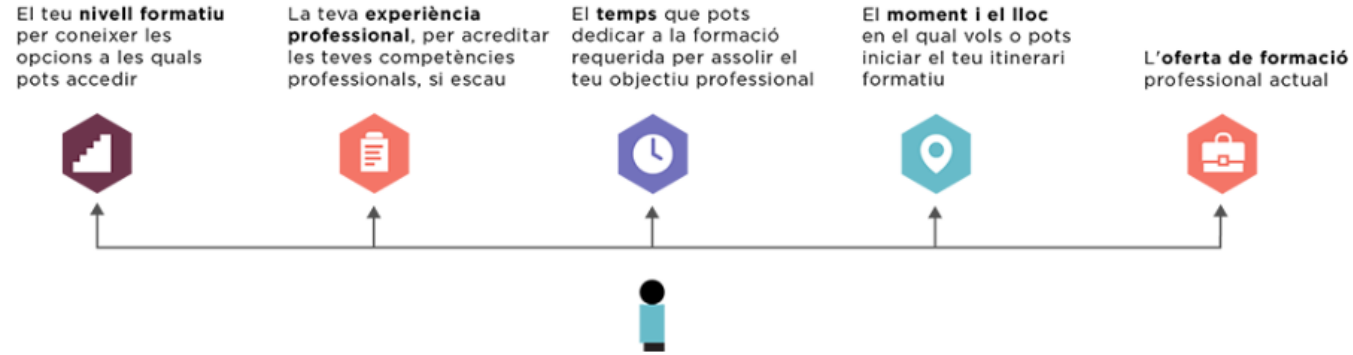 El teu nivell formatiu
per coneixer les
opcions a les quals
pots accedir
La teva experiència
professional, per acreditar
les teves competències
professionals, si escau
El temps que pots
dedicar a la formació
requerida per assolir el
teu objectiu professional
El moment i el lloc
en el qual vols o pots
iniciar el teu itinerari
formatiu
L'oferta de formació
professional actual